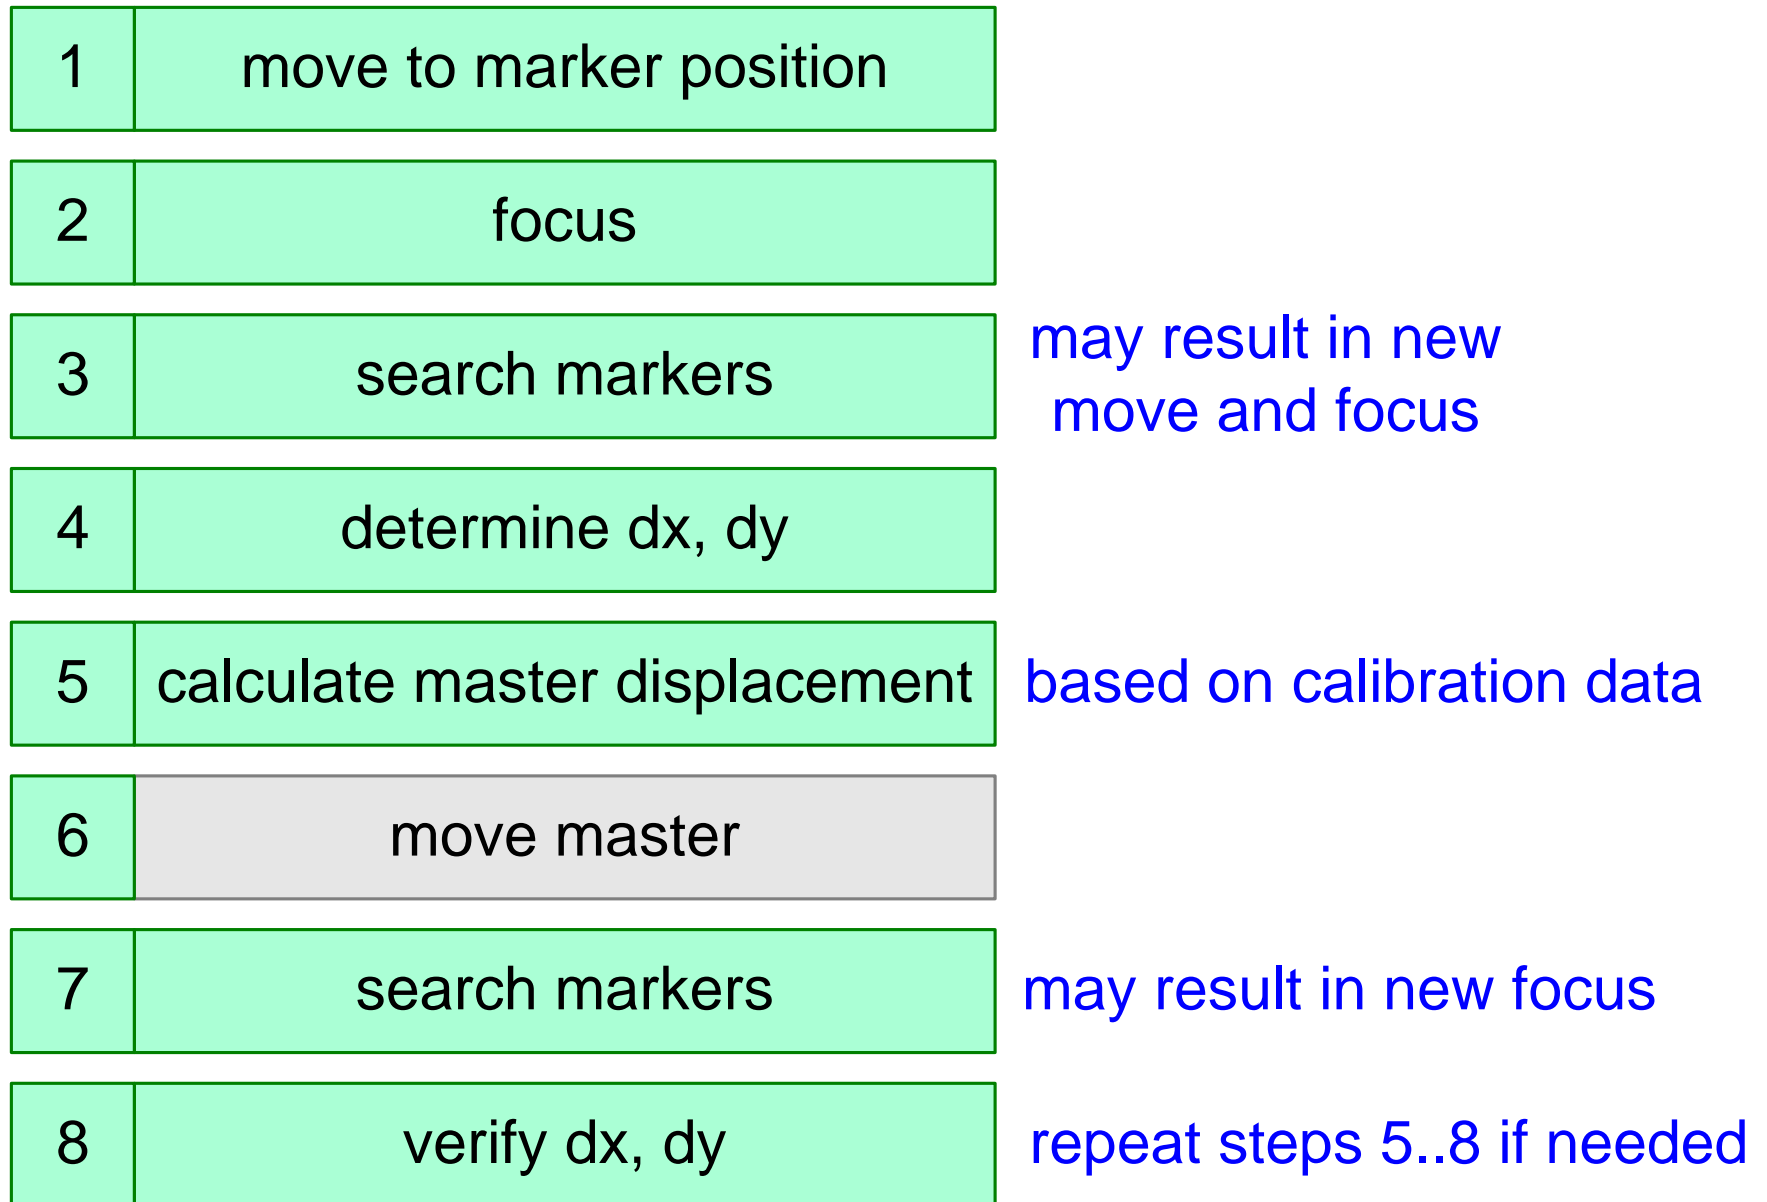 1 move to marker position
2 focus
3 search markers
may result in new
move and focus
4 determine dx, dy
5 calculate master displacement based on calibration data
6 move master
7 search markers may result in new focus
8 verify dx, dy repeat steps 5..8 if needed